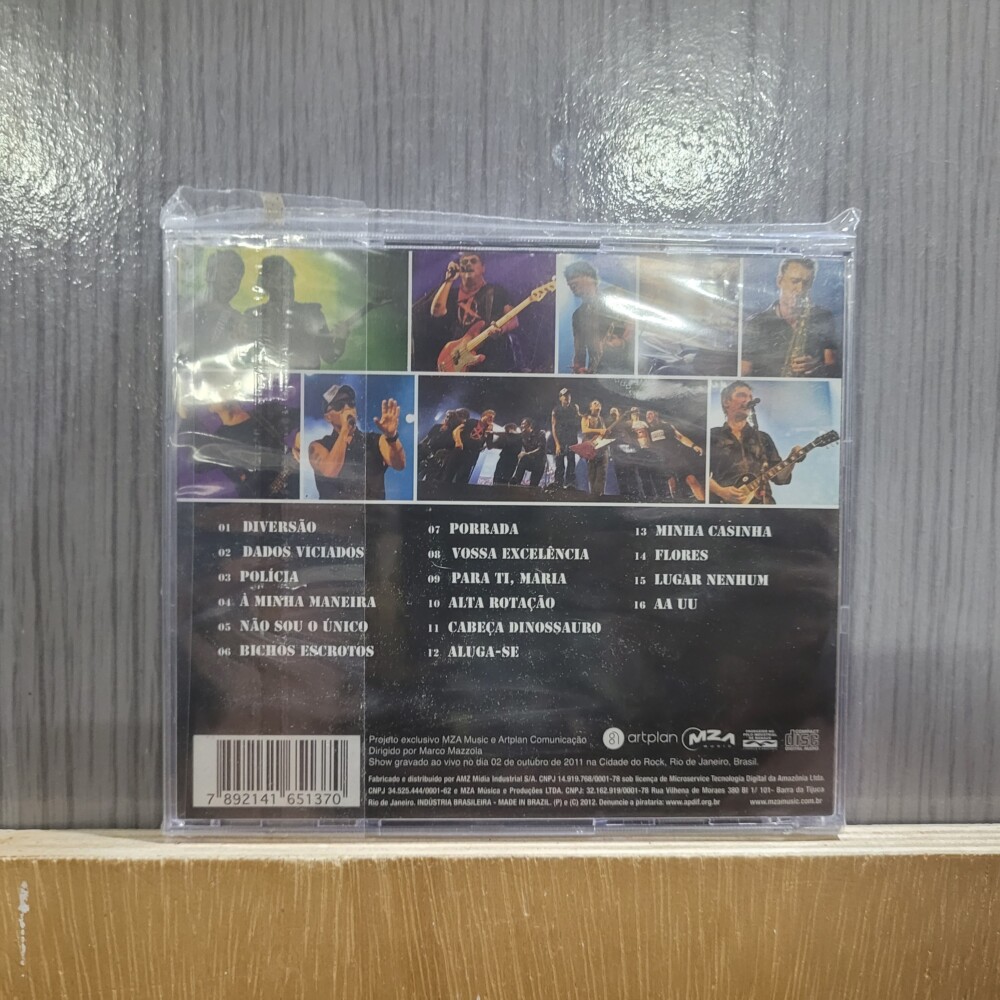 01 DIVERSÃO
02 DADOS VICIADOS
03 POLÍCIA
04 À MINHA MANEIRA
05 NÃO SOU O ÚNICO
06 BICHOS ESCROTOS
07 PORRADA
08 VOSSA EXCELÊNCIA
09 PARA TI, MARIA
10 ALTA ROTAÇÃO
11 CABEÇA DINOSSAURO
12 ALUGA-SE
13 MINHA CASINHA
14 FLORES
15 LUGAR NENHUM
16 AA UU
Projeto exclusivo MZA Music e Artplan Comunicação
Dirigido por Marco Mazzola
artplan
MZA
MUSIC
COMPACT
disc
DIGITAL AUDIO
Show gravado ao vivo no dia 02 de outubro de 2011 na Cidade do Rock, Rio de Janeiro, Brasil.
Fabricado e distribuído por AMZ Mídia Industrial S/A. CNPJ 14.919.768/0001-78 sob licença de Microservice Tecnologia Digital da Amazônia Ltda.
CNPJ 34.525.444/0001-62 e MZA Música e Produções LTDA. CNPJ: 32.162.919/0001-78 Rua Vilhena de Moraes 380 Bl 1/ 101- Barra da Tijuca
Rio de Janeiro. INDÚSTRIA BRASILEIRA - MADE IN BRAZIL. (P) e (C) 2012. Denuncie a pirataria: www.apdif.org.br
www.mzamusic.com.br
7 892141 651370